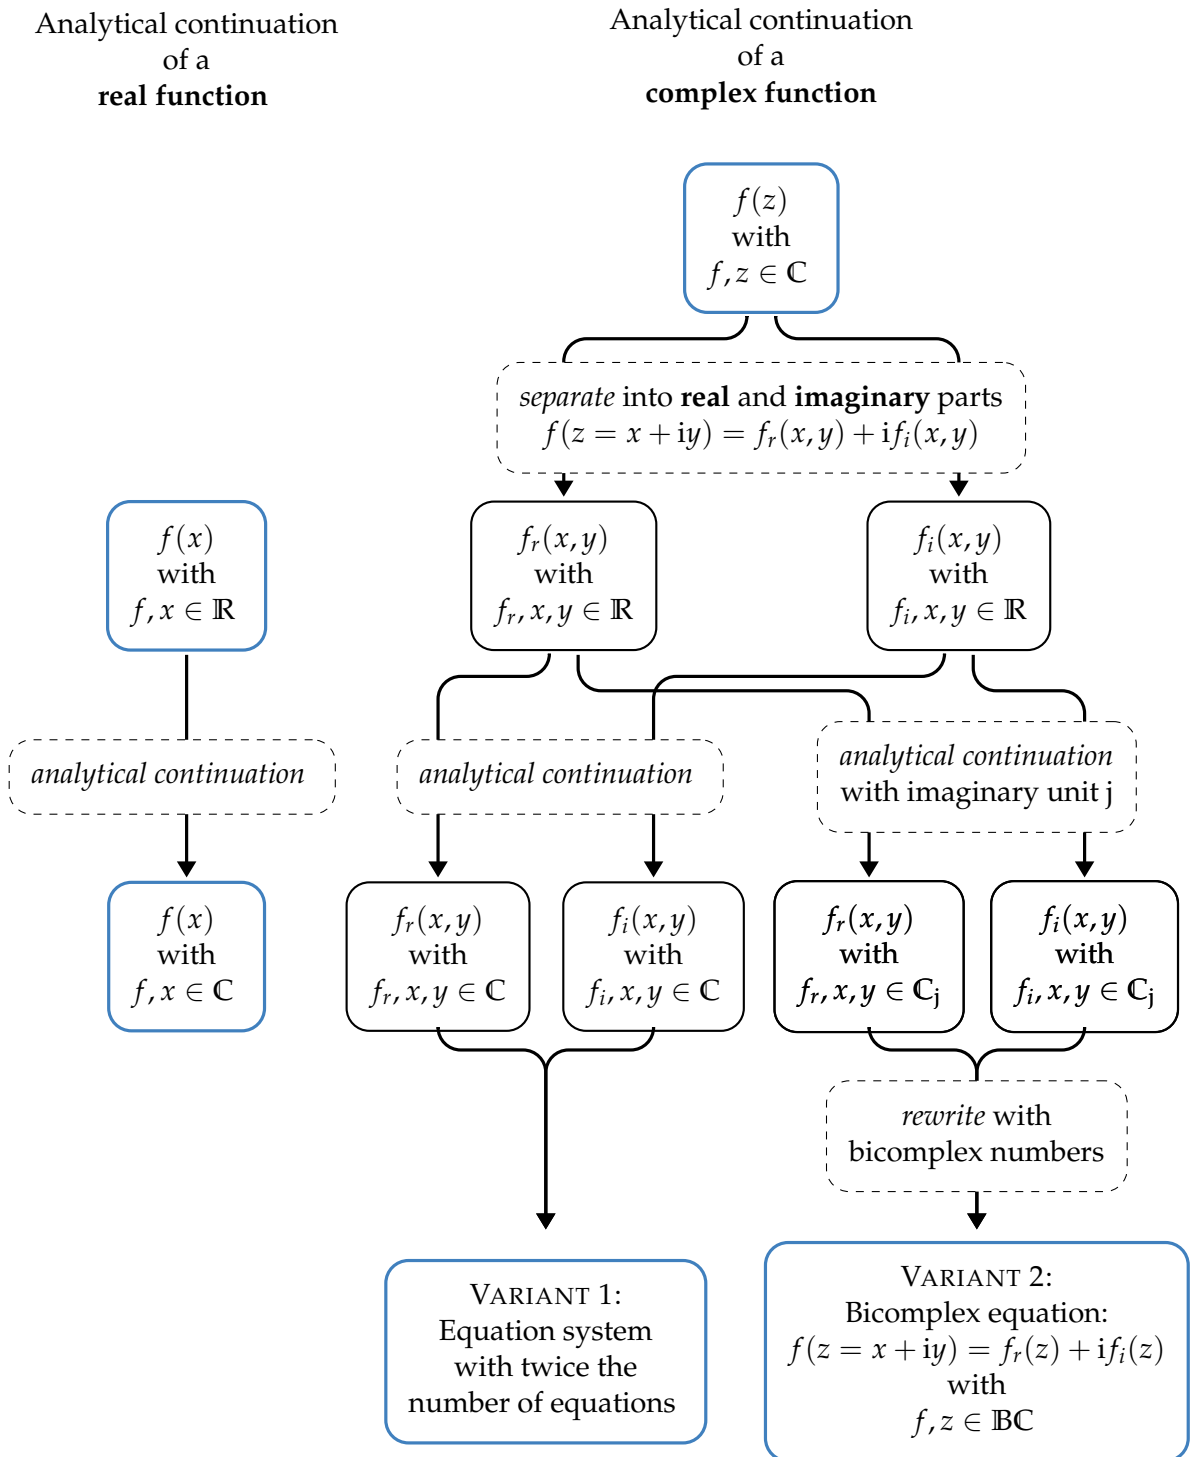 Analytical continuation
of a
real function
Analytical continuation
of a
complex function
f(z)
with
f, z ∈ ℂ
separate into real and imaginary parts
f(z = x + iy) = f_r(x, y) + i f_i(x, y)
f(x)
with
f, x ∈ ℝ
f_r(x, y)
with
f_r, x, y ∈ ℝ
f_i(x, y)
with
f_i, x, y ∈ ℝ
analytical continuation
analytical continuation
analytical continuation
with imaginary unit j
f(x)
with
f, x ∈ ℂ
f_r(x, y)
with
f_r, x, y ∈ ℂ
f_i(x, y)
with
f_i, x, y ∈ ℂ
f_r(x, y)
with
f_r, x, y ∈ ℂ_j
f_i(x, y)
with
f_i, x, y ∈ ℂ_j
rewrite with
bicomplex numbers
VARIANT 1:
Equation system
with twice the
number of equations
VARIANT 2:
Bicomplex equation:
f(z = x + iy) = f_r(z) + i f_i(z)
with
f, z ∈ 𝔹ℂ